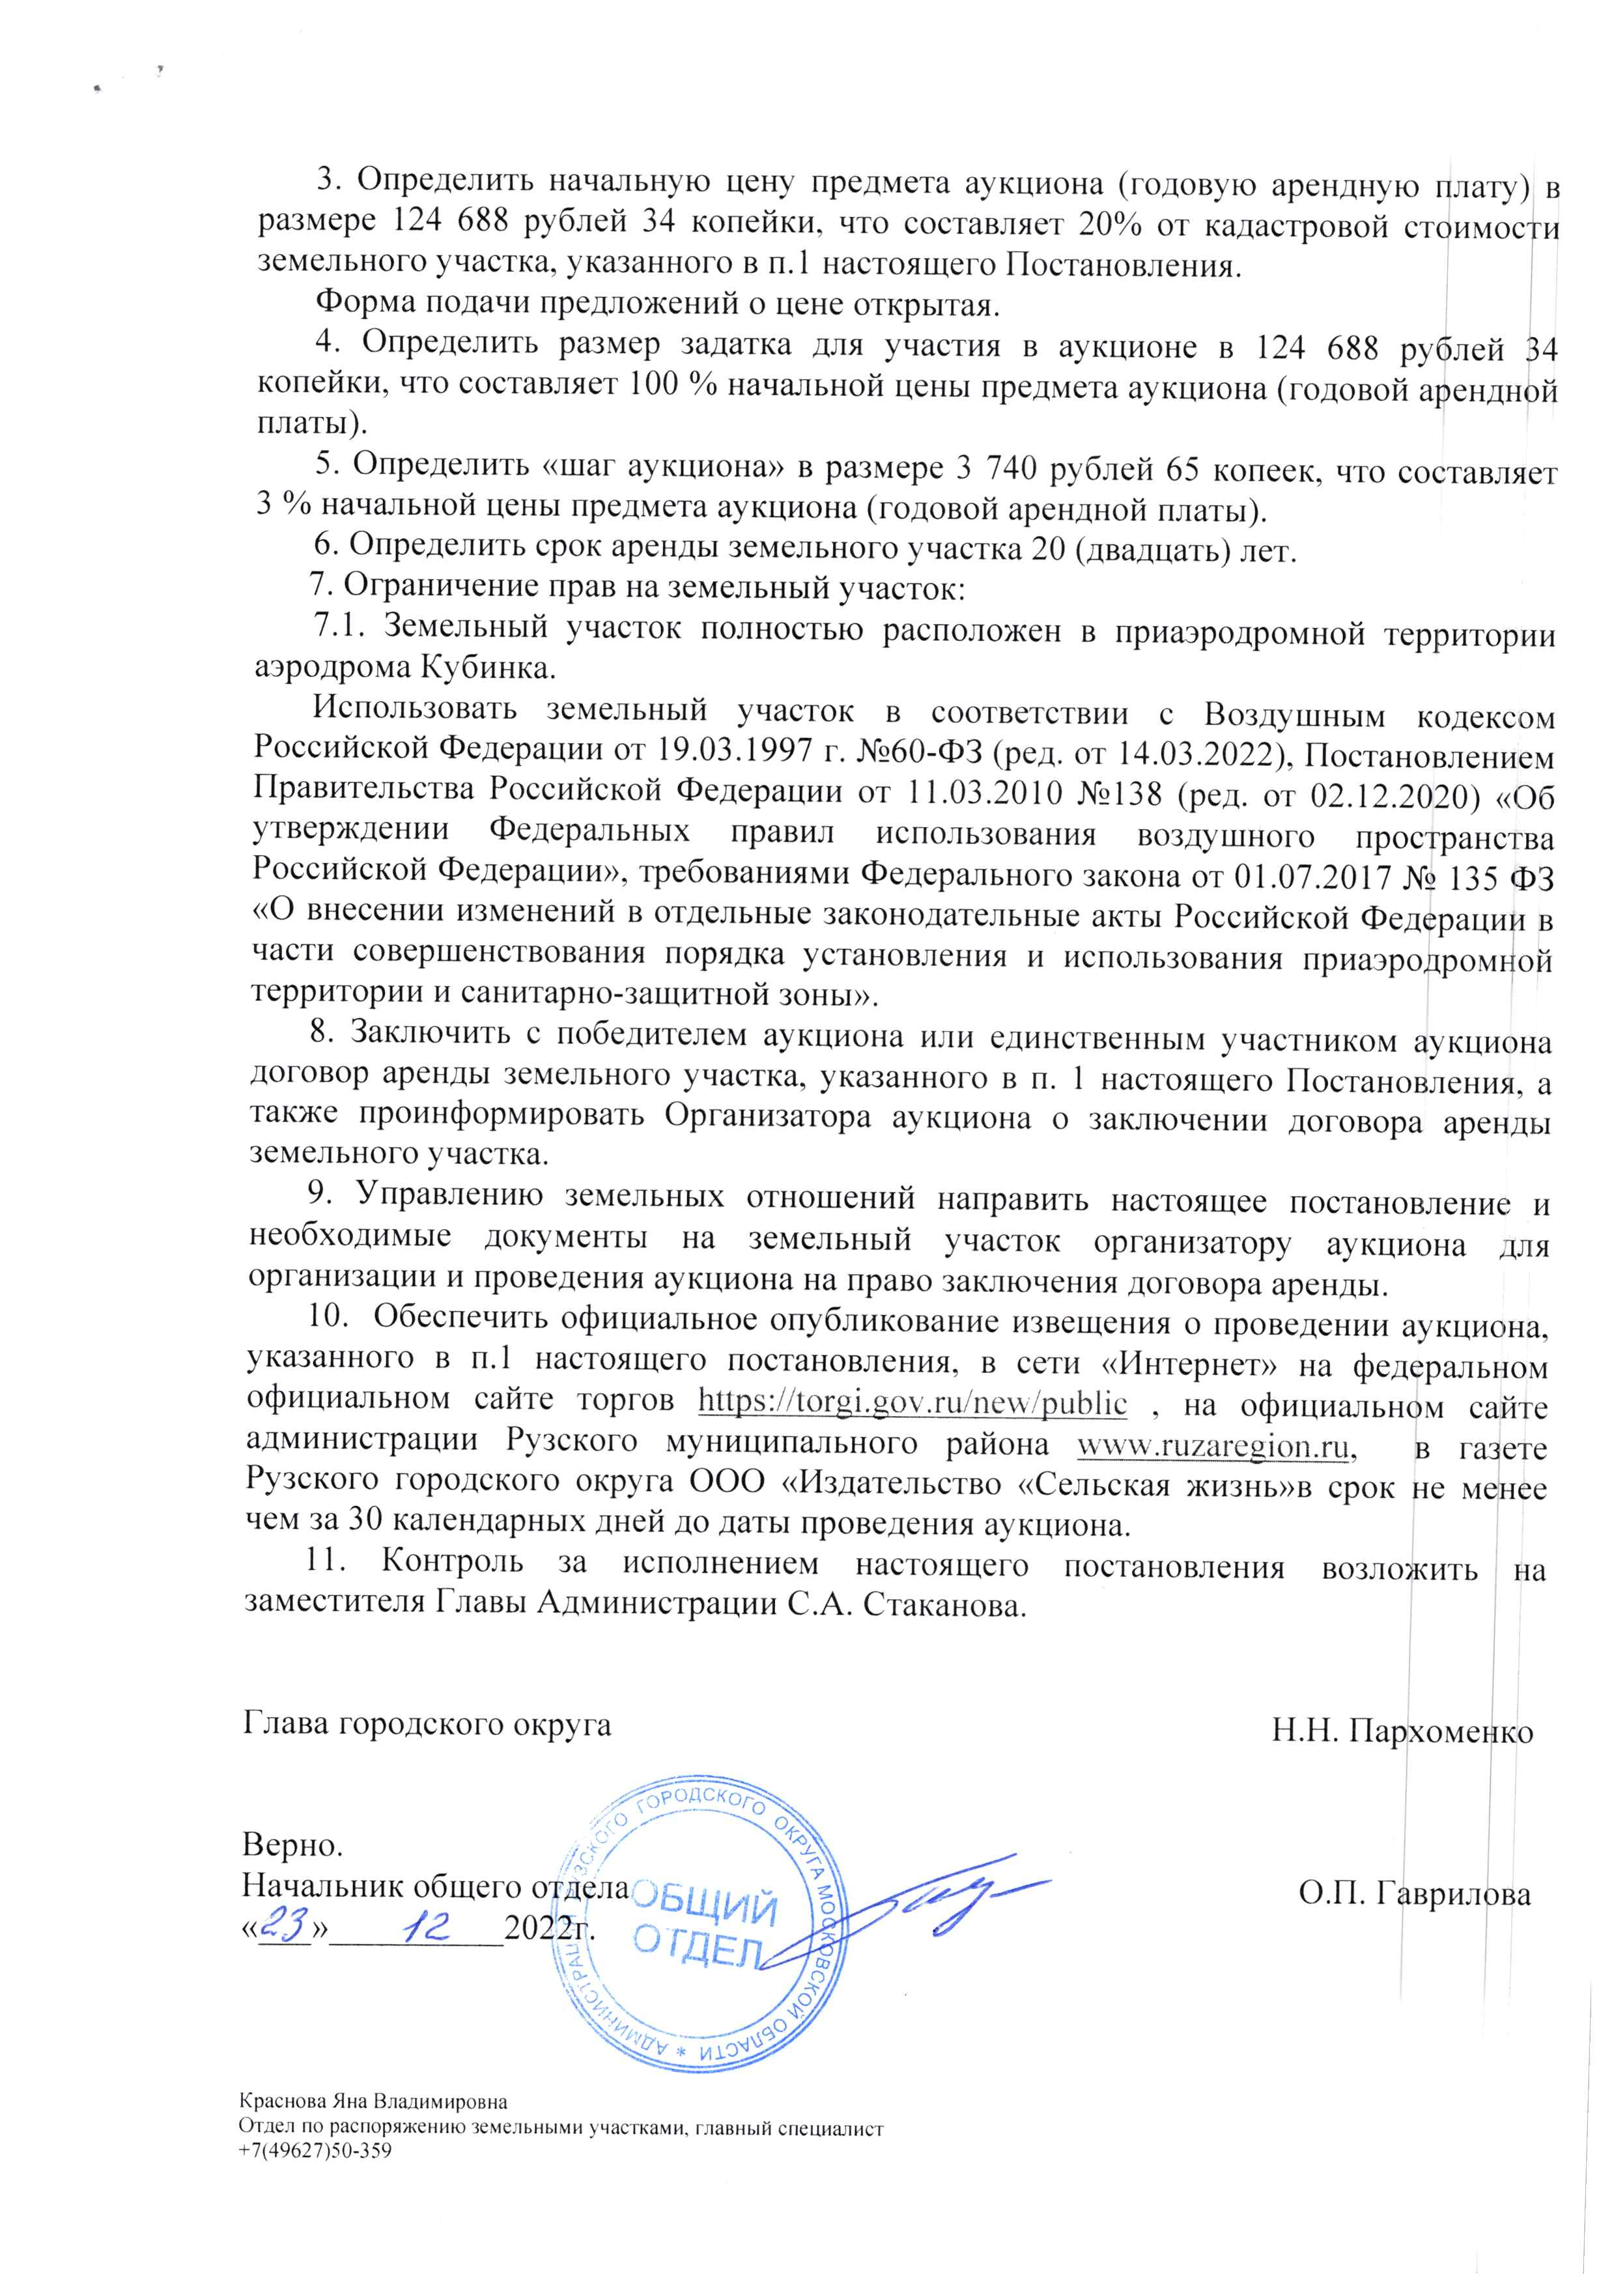 3. Определить начальную цену предмета аукциона (годовую арендную плату) в
размере 124 688 рублей 34 копейки, что составляет 20% от кадастровой стоимости
земельного участка, указанного в п.1 настоящего Постановления.
Форма подачи предложений о цене открытая.
4. Определить размер задатка для участия в аукционе в 124 688 рублей 34
копейки, что составляет 100 % начальной цены предмета аукциона (годовой арендной
платы).
5. Определить «шаг аукциона» в размере 3 740 рублей 65 копеек, что составляет
3 % начальной цены предмета аукциона (годовой арендной платы).
6. Определить срок аренды земельного участка 20 (двадцать) лет.
7. Ограничение прав на земельный участок:
7.1. Земельный участок полностью расположен в приаэродромной территории
аэродрома Кубинка.
Использовать земельный участок в соответствии с Воздушным кодексом
Российской Федерации от 19.03.1997 г. №60-ФЗ (ред. от 14.03.2022), Постановлением
Правительства Российской Федерации от 11.03.2010 №138 (ред. от 02.12.2020) «Об
утверждении Федеральных правил использования воздушного пространства
Российской Федерации», требованиями Федерального закона от 01.07.2017 № 135 ФЗ
«О внесении изменений в отдельные законодательные акты Российской Федерации в
части совершенствования порядка установления и использования приаэродромной
территории и санитарно-защитной зоны».
8. Заключить с победителем аукциона или единственным участником аукциона
договор аренды земельного участка, указанного в п. 1 настоящего Постановления, а
также проинформировать Организатора аукциона о заключении договора аренды
земельного участка.
9. Управлению земельных отношений направить настоящее постановление и
необходимые документы на земельный участок организатору аукциона для
организации и проведения аукциона на право заключения договора аренды.
10. Обеспечить официальное опубликование извещения о проведении аукциона,
указанного в п.1 настоящего постановления, в сети «Интернет» на федеральном
официальном сайте торгов https://torgi.gov.ru/new/public , на официальном сайте
администрации Рузского муниципального района www.ruzaregion.ru, в газете
Рузского городского округа ООО «Издательство «Сельская жизнь»в срок не менее
чем за 30 календарных дней до даты проведения аукциона.
11. Контроль за исполнением настоящего постановления возложить на
заместителя Главы Администрации С.А. Стаканова.
Глава городского округа Н.Н. Пархоменко
Верно.
Начальник общего отдела О.П. Гаврилова
«23» 12 2022г.
АДМИНИСТРАЦИЯ РУЗСКОГО ГОРОДСКОГО ОКРУГА МОСКОВСКОЙ ОБЛАСТИ *
ОБЩИЙ
ОТДЕЛ
Краснова Яна Владимировна
Отдел по распоряжению земельными участками, главный специалист
+7(49627)50-359